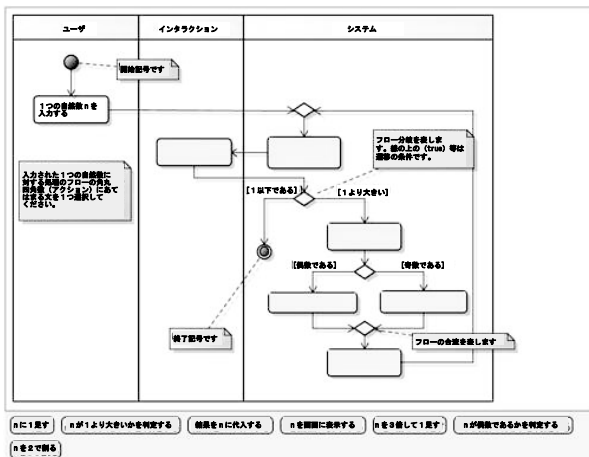 ユーザ
インタラクション
システム
開始記号です
1つの自然数nを
入力する
フロー分岐を表しま
す。線の上の（true）等は
遷移の条件です。
入力された1つの自然数に
対する処理のフローの角丸
四角形（アクション）にあて
はまる文を1つ選択して
ください。
[1以下である]
[1より大きい]
[偶数である]
[奇数である]
終了記号です
フローの合流を表します
nに1足す
nが1より大きいかを判定する
結果をnに代入する
nを画面に表示する
nを3倍して1足す
nが偶数であるかを判定する
nを2で割る